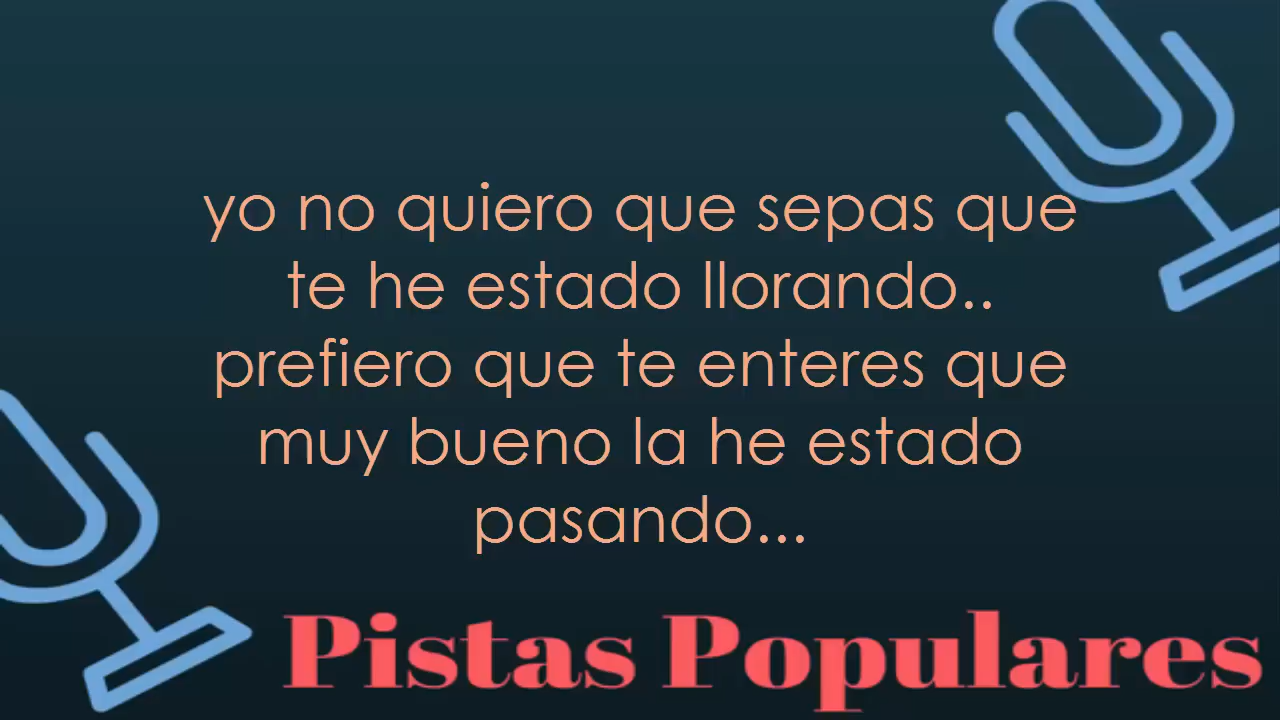 yo no quiero que sepas que
te he estado llorando..
prefiero que te enteres que
muy bueno la he estado
pasando...
Pistas Populares